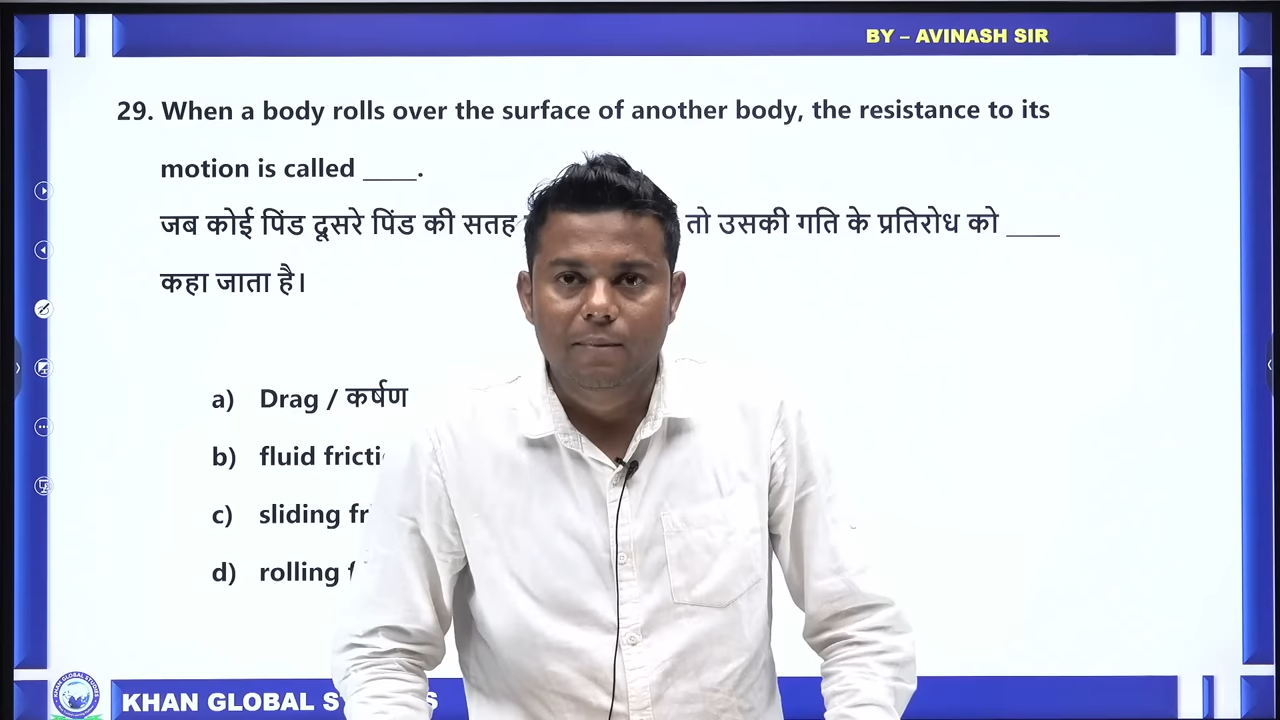 BY – AVINASH SIR
29. When a body rolls over the surface of another body, the resistance to its
motion is called ____.
जब कोई पिंड दूसरे पिंड की सतह तो उसकी गति के प्रतिरोध को ____
कहा जाता है।
a) Drag / कर्षण
b) fluid
c) sliding
d) rolling
KHAN GLOBAL